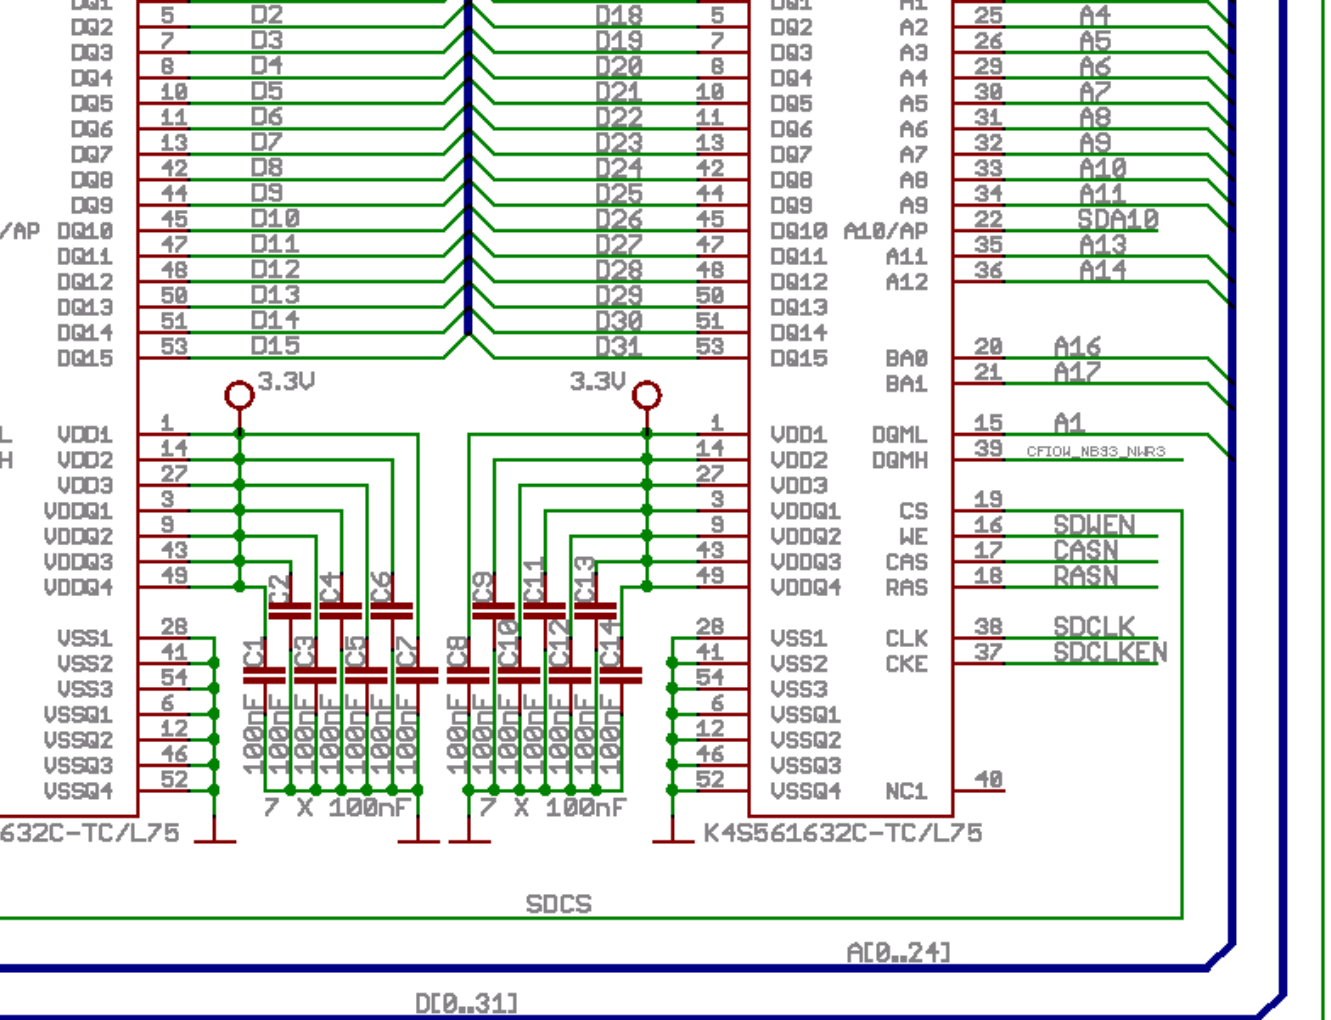 DQ1 DQ1 A1
5 D2 D18 5 25 A4
DQ2 DQ2 A2
7 D3 D19 7 26 A5
DQ3 DQ3 A3
8 D4 D20 8 29 A6
DQ4 DQ4 A4
10 D5 D21 10 30 A7
DQ5 DQ5 A5
11 D6 D22 11 31 A8
DQ6 DQ6 A6
13 D7 D23 13 32 A9
DQ7 DQ7 A7
42 D8 D24 42 33 A10
DQ8 DQ8 A8
44 D9 D25 44 34 A11
DQ9 DQ9 A9
45 D10 D26 45 22 SDA10
/AP DQ10 DQ10 A10/AP
47 D11 D27 47 35 A13
DQ11 DQ11 A11
48 D12 D28 48 36 A14
DQ12 DQ12 A12
50 D13 D29 50
DQ13 DQ13
51 D14 D30 51
DQ14 DQ14
53 D15 D31 53 20 A16
DQ15 DQ15 BA0
21 A17
3.3V 3.3V BA1
1 1 15 A1
L VDD1 VDD1 DQML
14 14 39 CFIOW_NBS3_NWR3
H VDD2 VDD2 DQMH
27 27
VDD3 VDD3
3 3 19
VDDQ1 VDDQ1 CS
9 9 16 SDWEN
VDDQ2 VDDQ2 WE
43 43 17 CASN
VDDQ3 VDDQ3 CAS
49 49 18 RASN
VDDQ4 VDDQ4 RAS
C2 C4 C6 C9 C11 C13
28 28 38 SDCLK
VSS1 VSS1 CLK
C1 C3 C5 C7 C8 C10 C12 C14
41 41 37 SDCLKEN
VSS2 VSS2 CKE
54 54
VSS3 VSS3
6 6
VSSQ1 VSSQ1
12 12
VSSQ2 VSSQ2
100nF 100nF 100nF 100nF 100nF 100nF 100nF 100nF 100nF 100nF 100nF 100nF 100nF 100nF
46 46
VSSQ3 VSSQ3
52 52 40
VSSQ4 VSSQ4 NC1
7 X 100nF 7 X 100nF
632C-TC/L75 K4S561632C-TC/L75
SDCS
A[0..24]
D[0..31]